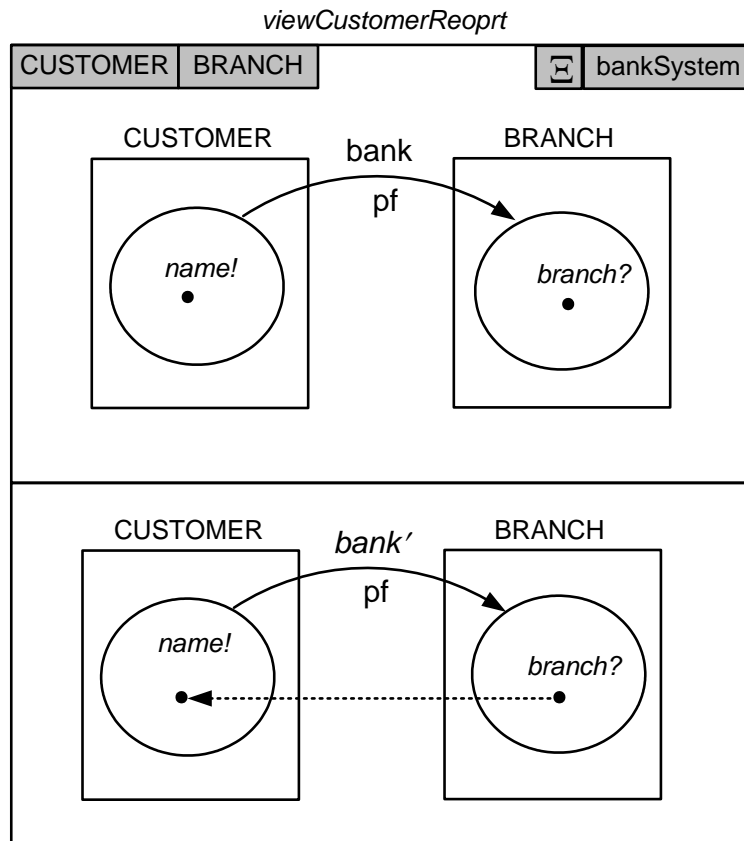 viewCustomerReoprt
CUSTOMER BRANCH Ξ bankSystem
CUSTOMER bank BRANCH
pf
name! branch?
CUSTOMER bank′ BRANCH
pf
name! branch?